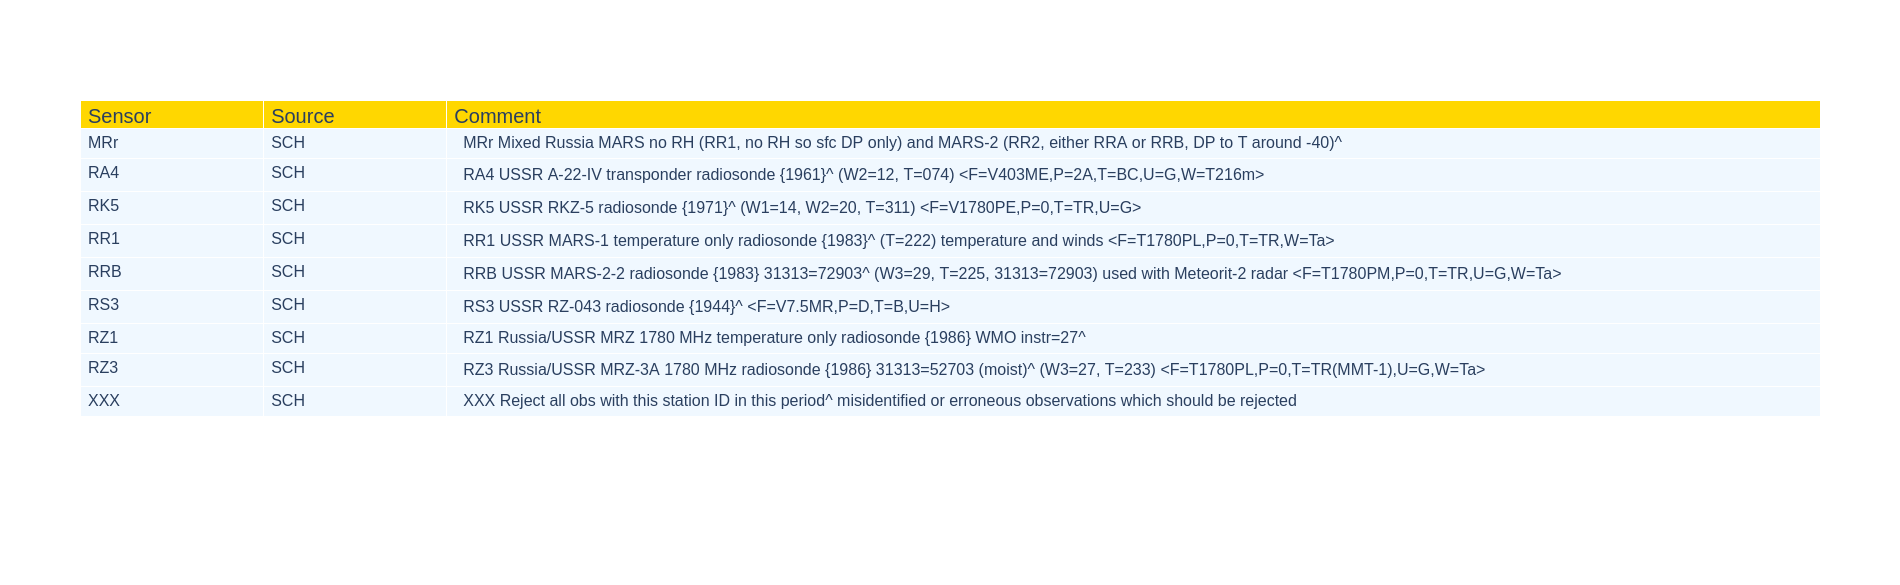 Sensor Source Comment
MRr SCH MRr Mixed Russia MARS no RH (RR1, no RH so sfc DP only) and MARS-2 (RR2, either RRA or RRB, DP to T around -40)^
RA4 SCH RA4 USSR A-22-IV transponder radiosonde {1961}^ (W2=12, T=074) <F=V403ME,P=2A,T=BC,U=G,W=T216m>
RK5 SCH RK5 USSR RKZ-5 radiosonde {1971}^ (W1=14, W2=20, T=311) <F=V1780PE,P=0,T=TR,U=G>
RR1 SCH RR1 USSR MARS-1 temperature only radiosonde {1983}^ (T=222) temperature and winds <F=T1780PL,P=0,T=TR,W=Ta>
RRB SCH RRB USSR MARS-2-2 radiosonde {1983} 31313=72903^ (W3=29, T=225, 31313=72903) used with Meteorit-2 radar <F=T1780PM,P=0,T=TR,U=G,W=Ta>
RS3 SCH RS3 USSR RZ-043 radiosonde {1944}^ <F=V7.5MR,P=D,T=B,U=H>
RZ1 SCH RZ1 Russia/USSR MRZ 1780 MHz temperature only radiosonde {1986} WMO instr=27^
RZ3 SCH RZ3 Russia/USSR MRZ-3A 1780 MHz radiosonde {1986} 31313=52703 (moist)^ (W3=27, T=233) <F=T1780PL,P=0,T=TR(MMT-1),U=G,W=Ta>
XXX SCH XXX Reject all obs with this station ID in this period^ misidentified or erroneous observations which should be rejected